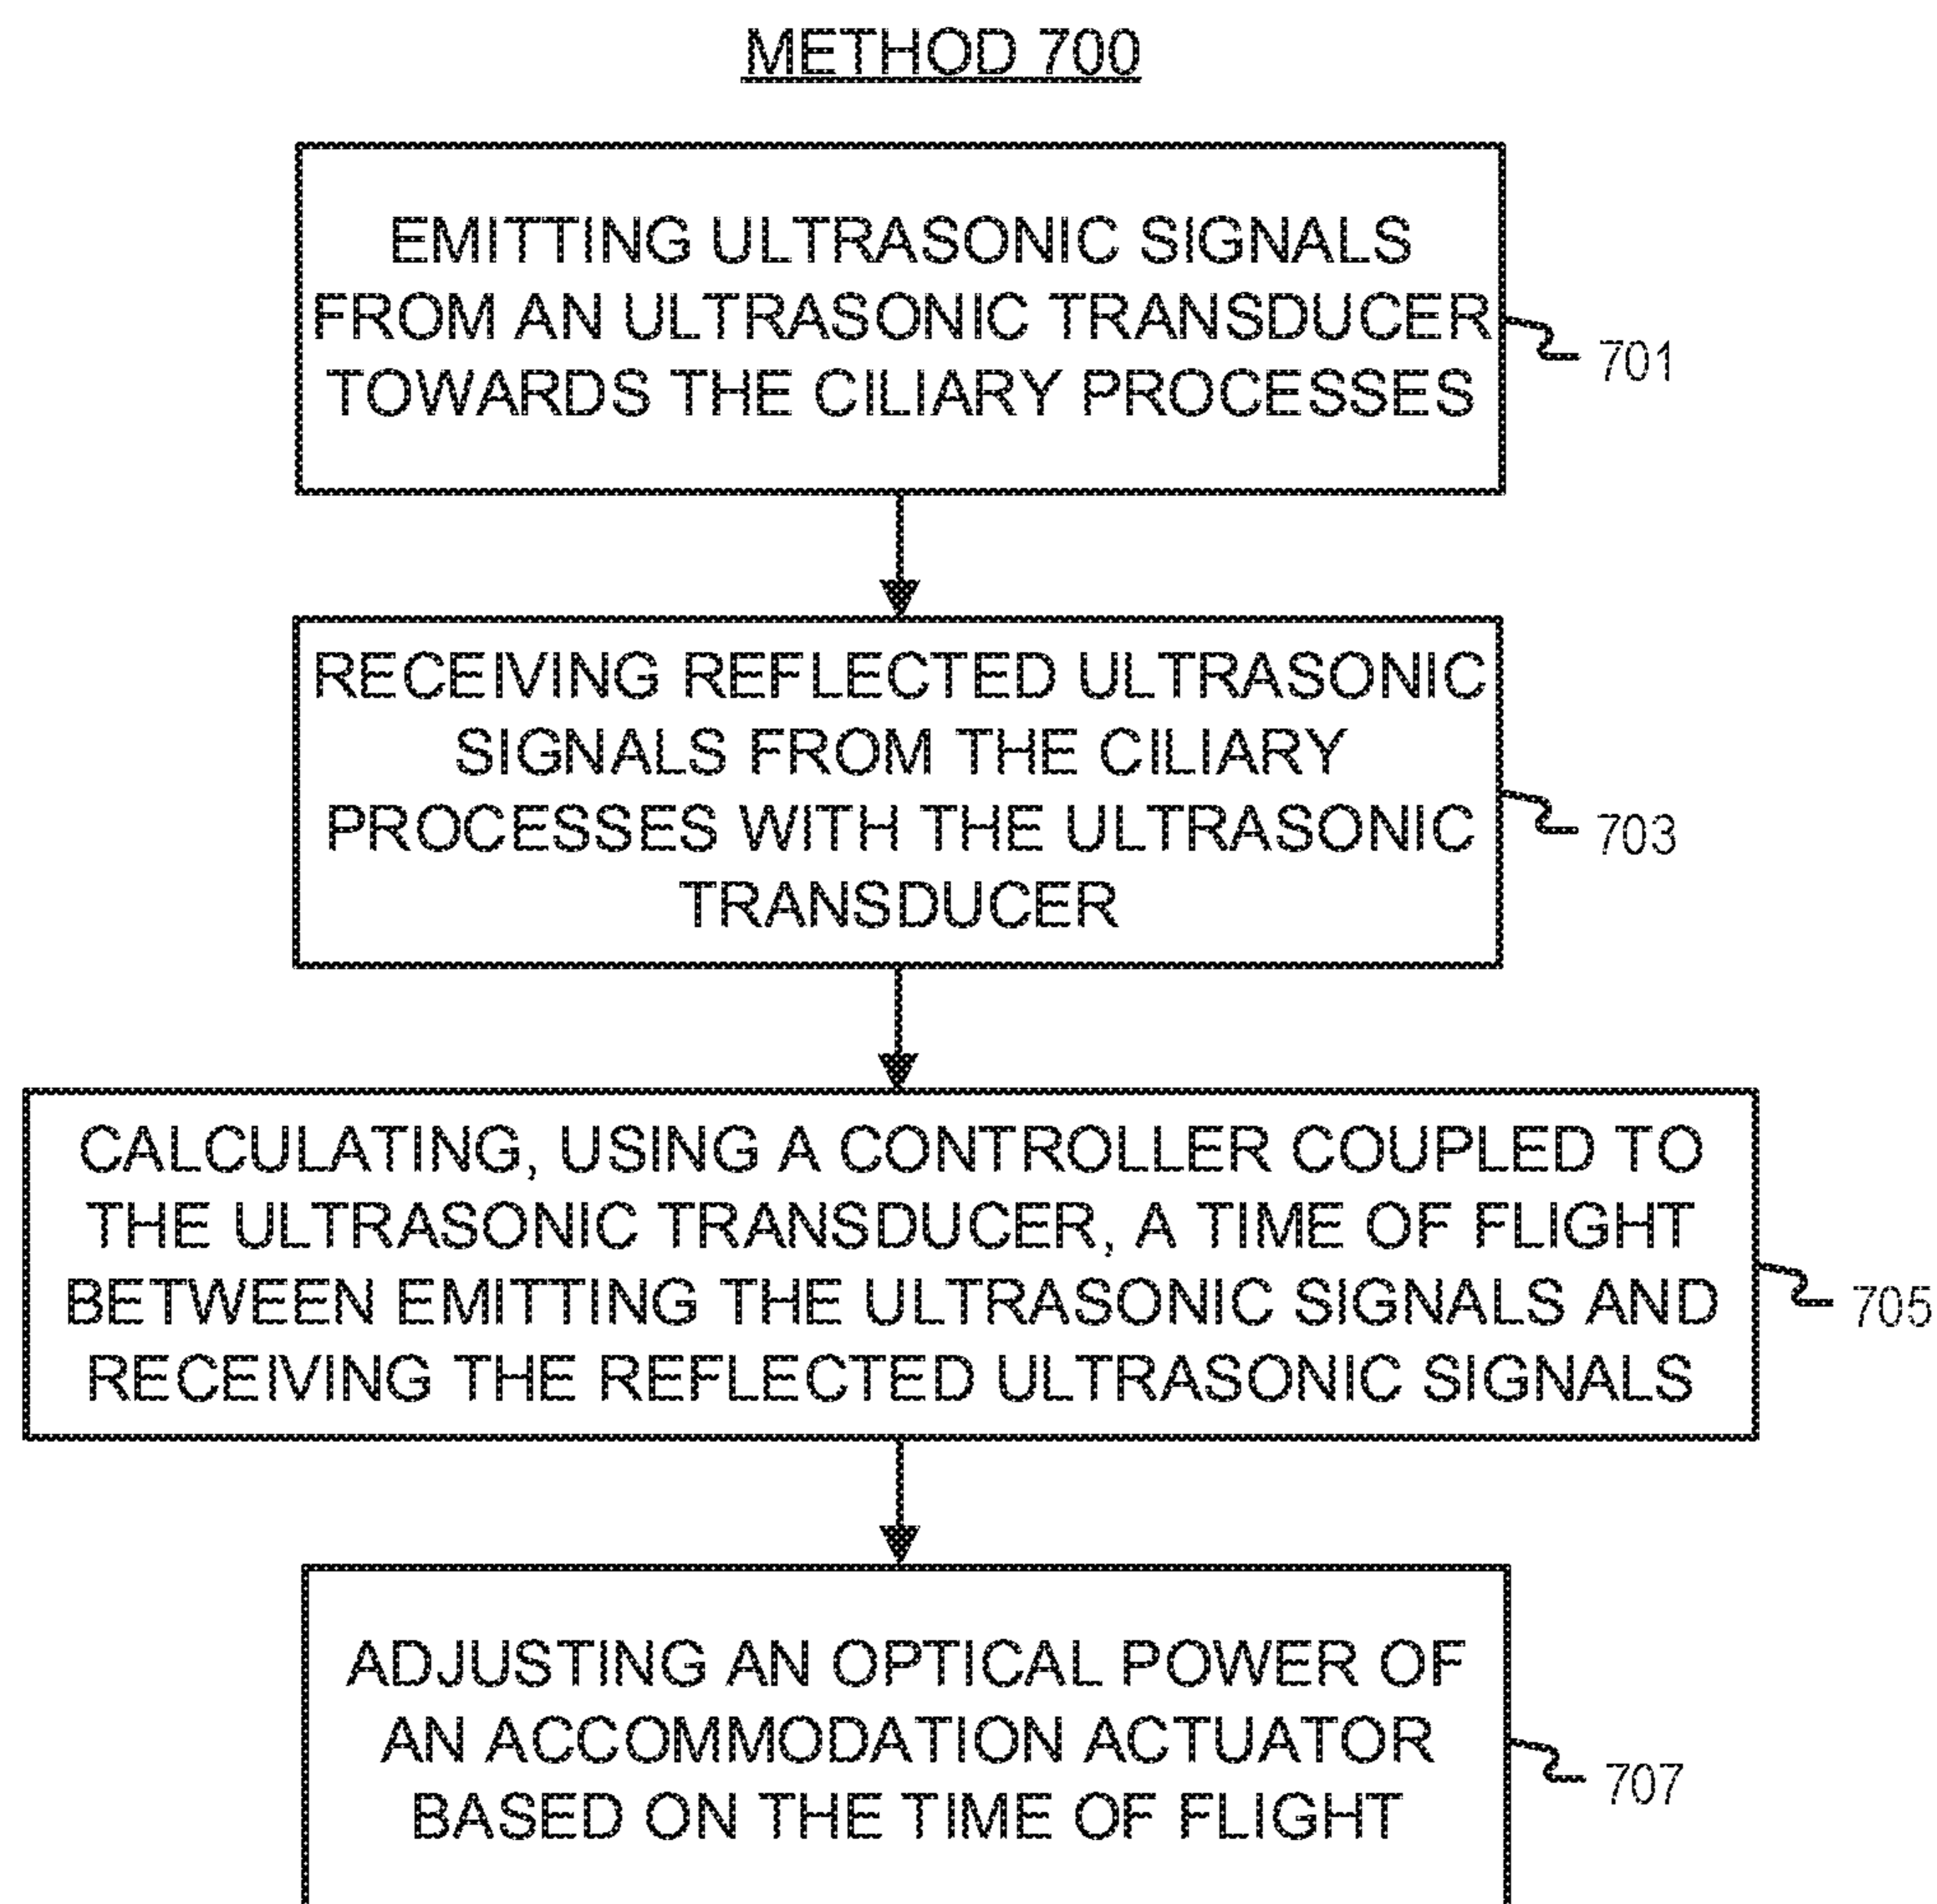 METHOD 700
EMITTING ULTRASONIC SIGNALS
FROM AN ULTRASONIC TRANSDUCER
TOWARDS THE CILIARY PROCESSES
701
RECEIVING REFLECTED ULTRASONIC
SIGNALS FROM THE CILIARY
PROCESSES WITH THE ULTRASONIC
TRANSDUCER
703
CALCULATING, USING A CONTROLLER COUPLED TO
THE ULTRASONIC TRANSDUCER, A TIME OF FLIGHT
BETWEEN EMITTING THE ULTRASONIC SIGNALS AND
RECEIVING THE REFLECTED ULTRASONIC SIGNALS
705
ADJUSTING AN OPTICAL POWER OF
AN ACCOMMODATION ACTUATOR
BASED ON THE TIME OF FLIGHT
707